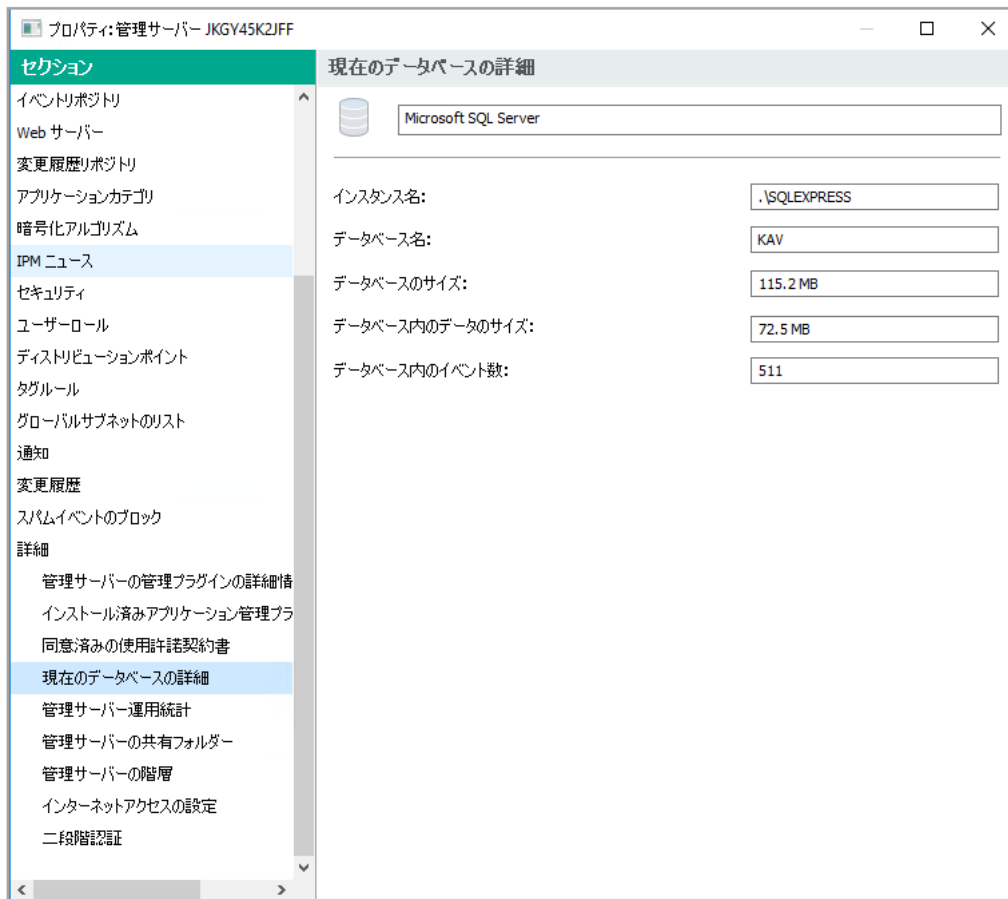 プロパティ:管理サーバー JKGY45K2JFF
セクション
イベントリポジトリ
Web サーバー
変更履歴リポジトリ
アプリケーションカテゴリ
暗号化アルゴリズム
IPM ニュース
セキュリティ
ユーザーロール
ディストリビューションポイント
タグルール
グローバルサブネットのリスト
通知
変更履歴
スパムイベントのブロック
詳細
管理サーバーの管理プラグインの詳細情
インストール済みアプリケーション管理プラ
同意済みの使用許諾契約書
現在のデータベースの詳細
管理サーバー運用統計
管理サーバーの共有フォルダー
管理サーバーの階層
インターネットアクセスの設定
二段階認証
現在のデータベースの詳細
Microsoft SQL Server
インスタンス名: .\SQLEXPRESS
データベース名: KAV
データベースのサイズ: 115.2 MB
データベース内のデータのサイズ: 72.5 MB
データベース内のイベント数: 511